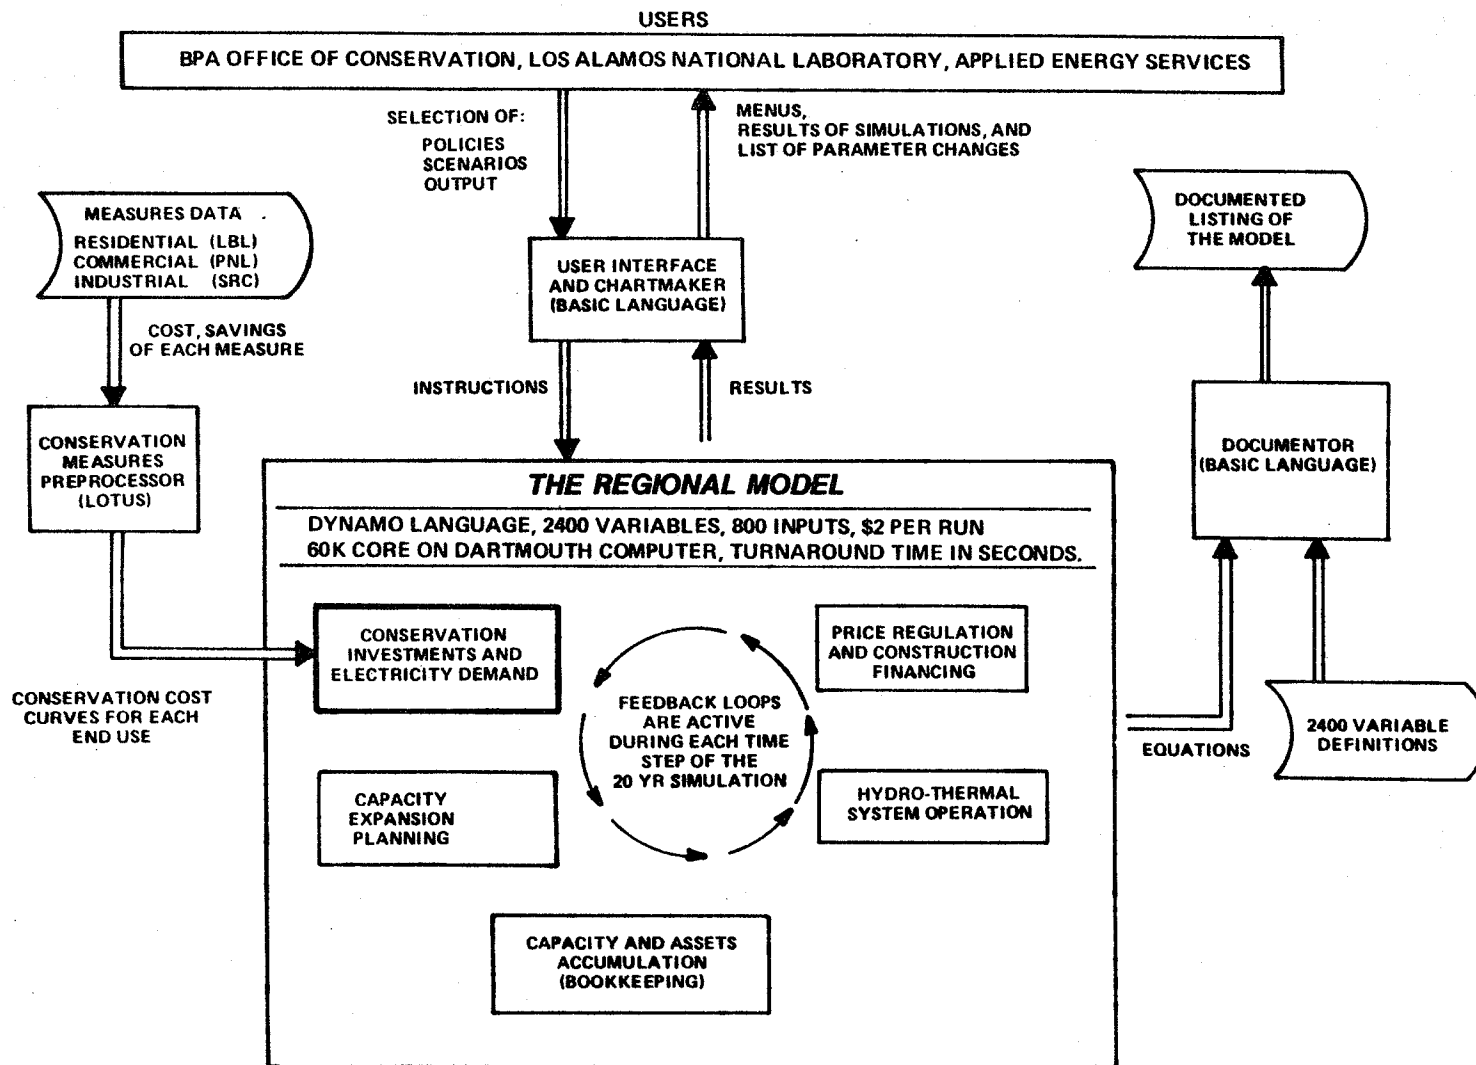 USERS
BPA OFFICE OF CONSERVATION, LOS ALAMOS NATIONAL LABORATORY, APPLIED ENERGY SERVICES
SELECTION OF:
POLICIES
SCENARIOS
OUTPUT
MENUS,
RESULTS OF SIMULATIONS, AND
LIST OF PARAMETER CHANGES
MEASURES DATA
RESIDENTIAL (LBL)
COMMERCIAL (PNL)
INDUSTRIAL (SRC)
USER INTERFACE
AND CHARTMAKER
(BASIC LANGUAGE)
DOCUMENTED
LISTING OF
THE MODEL
COST, SAVINGS
OF EACH MEASURE
INSTRUCTIONS
RESULTS
CONSERVATION
MEASURES
PREPROCESSOR
(LOTUS)
DOCUMENTOR
(BASIC LANGUAGE)
THE REGIONAL MODEL
DYNAMO LANGUAGE, 2400 VARIABLES, 800 INPUTS, $2 PER RUN
60K CORE ON DARTMOUTH COMPUTER, TURNAROUND TIME IN SECONDS.
CONSERVATION
INVESTMENTS AND
ELECTRICITY DEMAND
PRICE REGULATION
AND CONSTRUCTION
FINANCING
CONSERVATION COST
CURVES FOR EACH
END USE
FEEDBACK LOOPS
ARE ACTIVE
DURING EACH TIME
STEP OF THE
20 YR SIMULATION
EQUATIONS
2400 VARIABLE
DEFINITIONS
CAPACITY
EXPANSION
PLANNING
HYDRO-THERMAL
SYSTEM OPERATION
CAPACITY AND ASSETS
ACCUMULATION
(BOOKKEEPING)